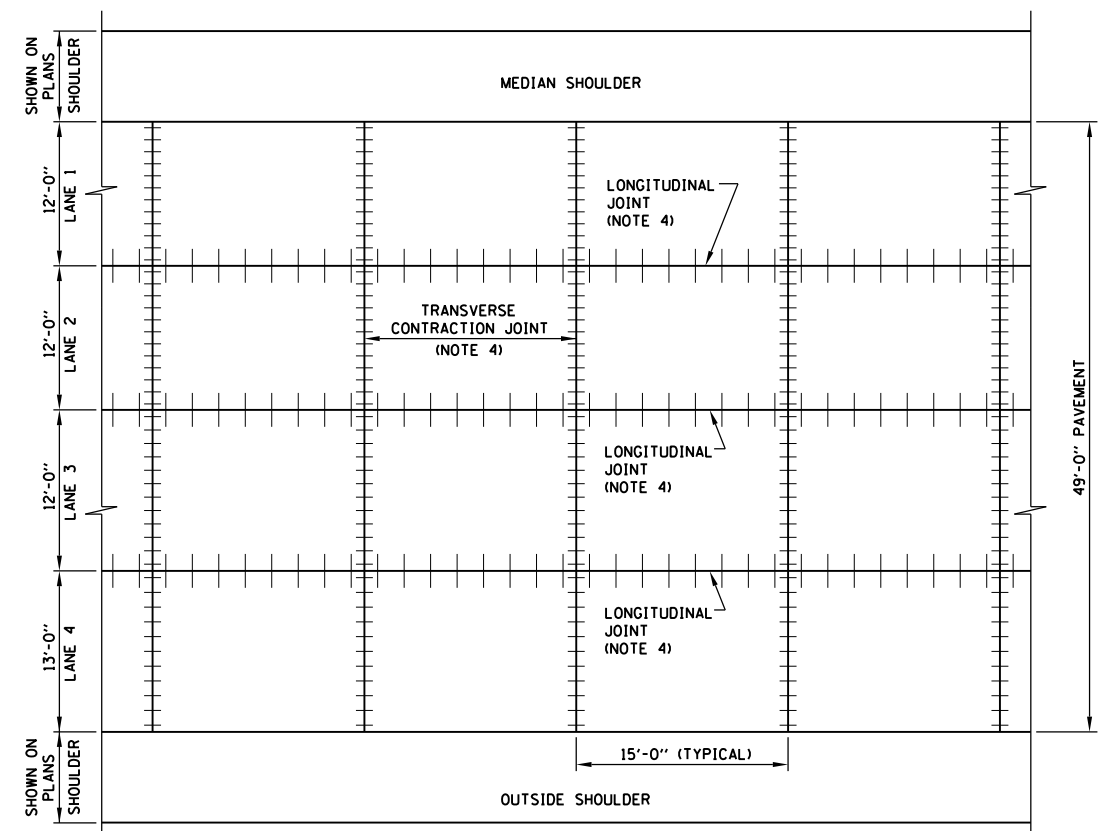 SHOWN ON
PLANS
SHOULDER
MEDIAN SHOULDER
12'-0"
LANE 1
LONGITUDINAL
JOINT
(NOTE 4)
12'-0"
LANE 2
TRANSVERSE
CONTRACTION JOINT
(NOTE 4)
49'-0" PAVEMENT
12'-0"
LANE 3
LONGITUDINAL
JOINT
(NOTE 4)
13'-0"
LANE 4
LONGITUDINAL
JOINT
(NOTE 4)
SHOWN ON
PLANS
SHOULDER
15'-0" (TYPICAL)
OUTSIDE SHOULDER